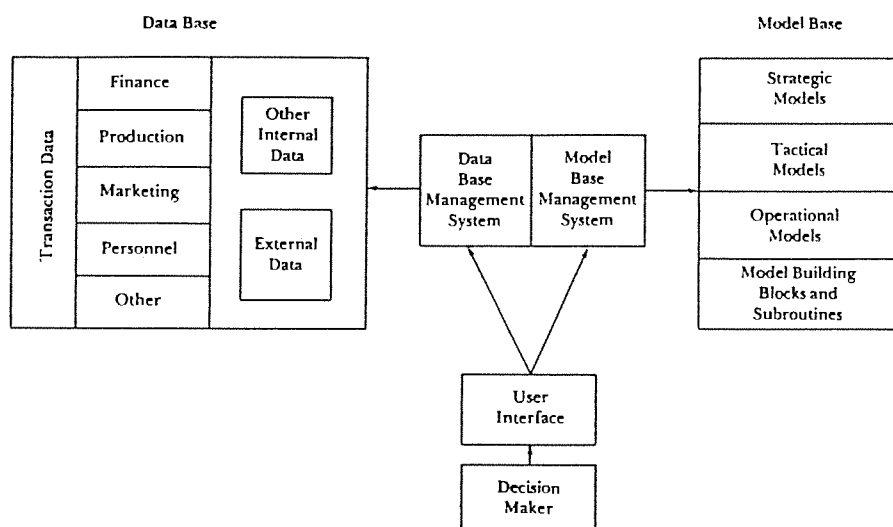 Data Base
Transaction Data
Finance
Production
Marketing
Personnel
Other
Other
Internal
Data
External
Data
Data
Base
Management
System
Model
Base
Management
System
User
Interface
Decision
Maker
Model Base
Strategic
Models
Tactical
Models
Operational
Models
Model Building
Blocks and
Subroutines